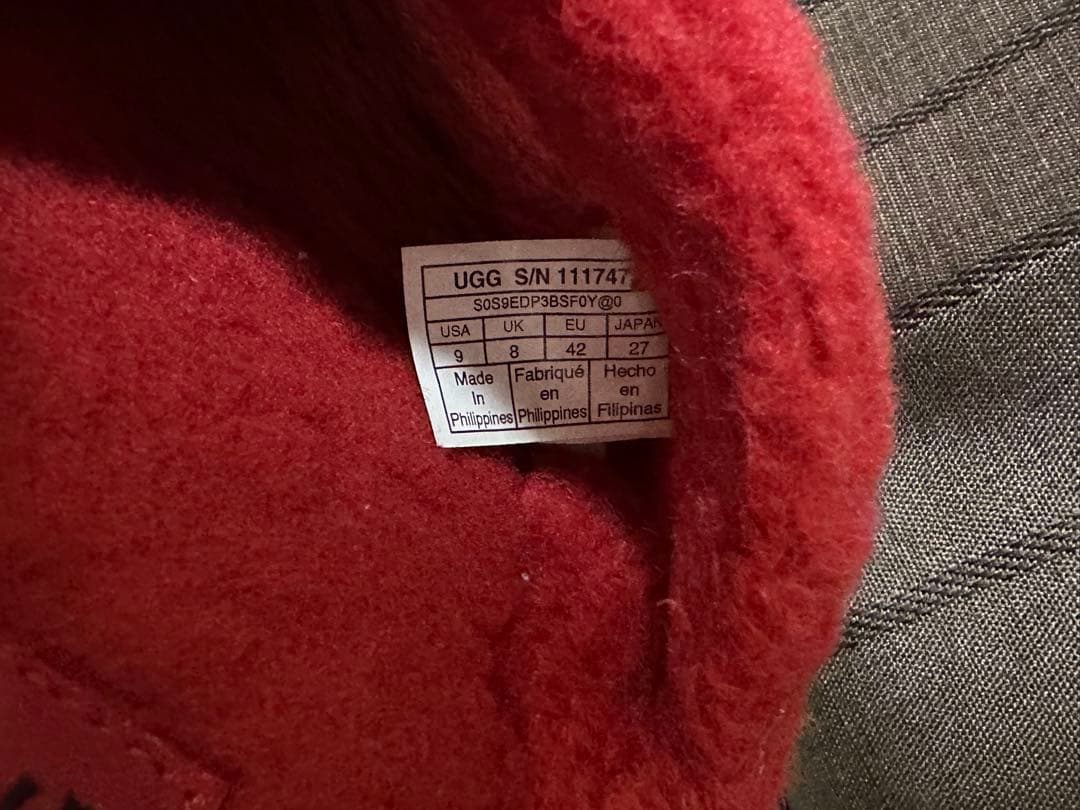 UGG S/N 111747
S0S9EDP3BSF0Y@0
USA UK EU JAPAN
9 8 42 27
Made Fabriqué Hecho
In en en
Philippines Philippines Filipinas